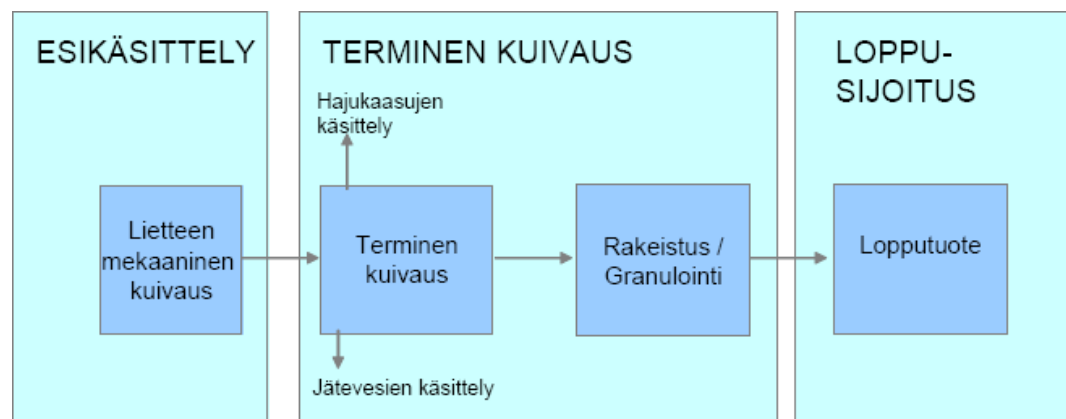 ESIKÄSITTELY
Lietteen
mekaaninen
kuivaus
TERMINEN KUIVAUS
Hajukaasujen
käsittely
Terminen
kuivaus
Jätevesien käsittely
Rakeistus /
Granulointi
LOPPU-
SIJOITUS
Lopputuote